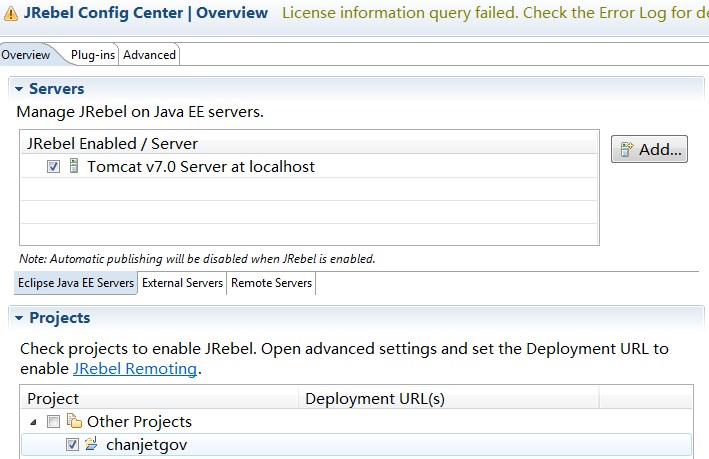 JRebel Config Center | Overview License information query failed. Check the Error Log for
Overview Plug-ins Advanced
Servers
Manage JRebel on Java EE servers.
JRebel Enabled / Server
Tomcat v7.0 Server at localhost
Add...
Note: Automatic publishing will be disabled when JRebel is enabled.
Eclipse Java EE Servers External Servers Remote Servers
Projects
Check projects to enable JRebel. Open advanced settings and set the Deployment URL to
enable JRebel Remoting.
Project Deployment URL(s)
Other Projects
chanjetgov